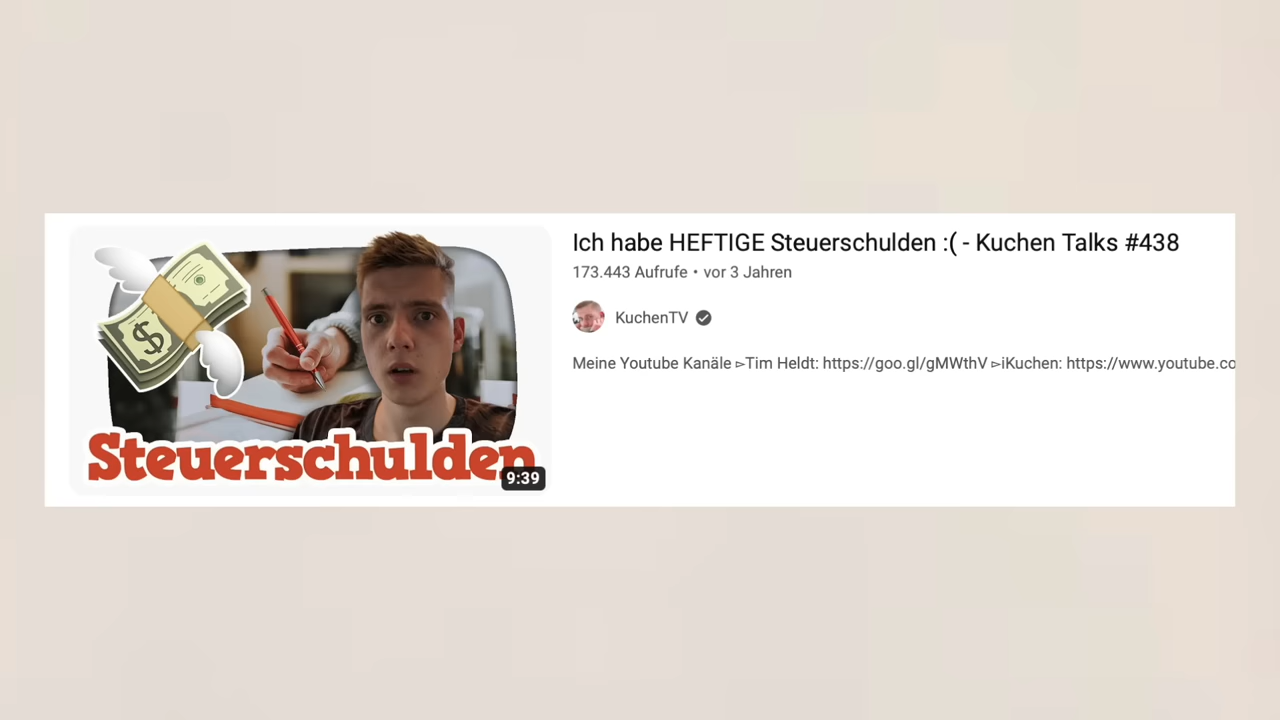 Ich habe HEFTIGE Steuerschulden :( - Kuchen Talks #438
173.443 Aufrufe • vor 3 Jahren
KuchenTV
Meine Youtube Kanäle ▻Tim Heldt: https://goo.gl/gMWthV ▻iKuchen: https://www.youtube.co
Steuerschulden
9:39